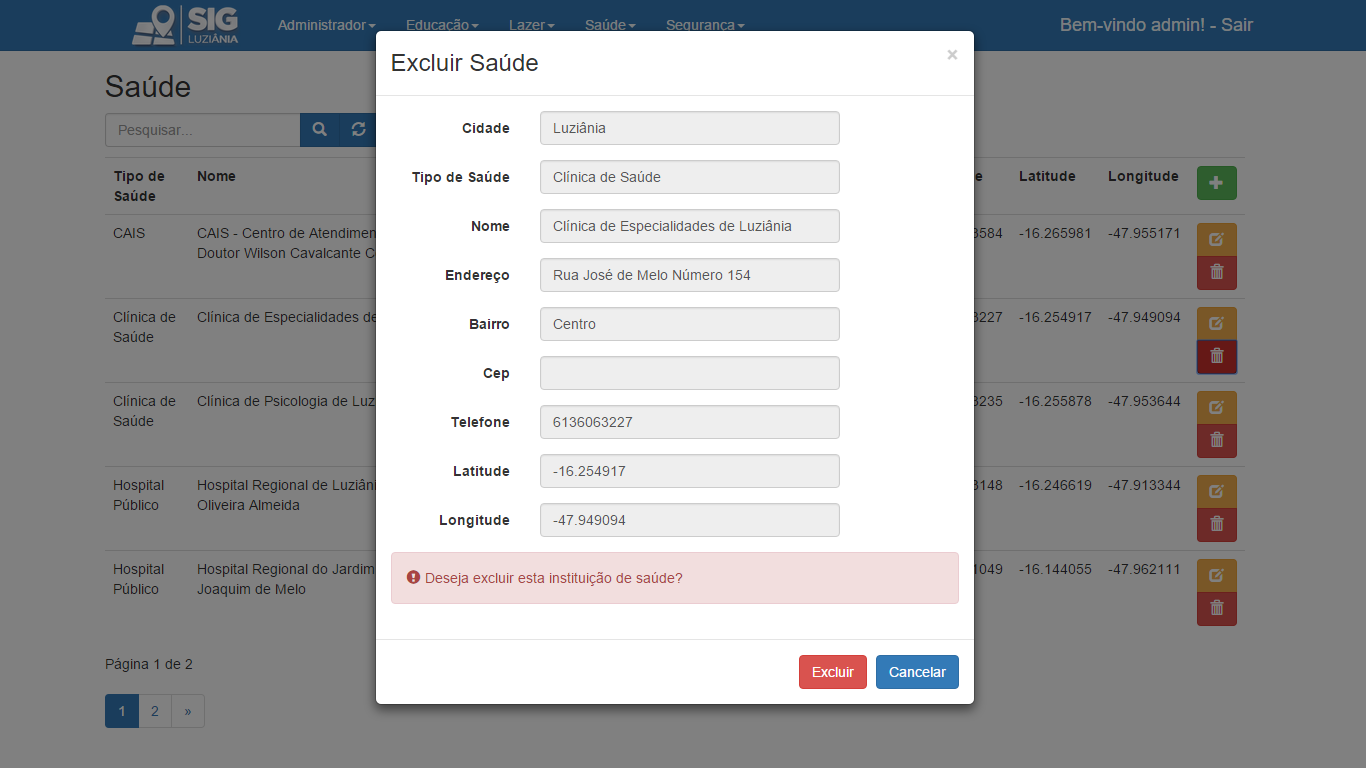 SIG
LUZIÂNIA
Administrador
Educação
Lazer
Saúde
Segurança
Bem-vindo admin! - Sair
Saúde
Pesquisar...
Tipo de
Saúde
Nome
Latitude
Longitude
CAIS
CAIS - Centro de
Doutor Wilson Cavalcante
3584
-16.265981
-47.955171
Clínica de
Saúde
Clínica de Especialidades de
3227
-16.254917
-47.949094
Clínica de
Saúde
Clínica de Psicologia de
3235
-16.255878
-47.953644
Hospital
Público
Hospital Regional de
Oliveira Almeida
3148
-16.246619
-47.913344
Hospital
Público
Hospital Regional do Jardim
Joaquim de Melo
1049
-16.144055
-47.962111
Página 1 de 2
1
2
»
Excluir Saúde
×
Cidade
Luziânia
Tipo de Saúde
Clínica de Saúde
Nome
Clínica de Especialidades de Luziânia
Endereço
Rua José de Melo Número 154
Bairro
Centro
Cep
Telefone
6136063227
Latitude
-16.254917
Longitude
-47.949094
Deseja excluir esta instituição de saúde?
Excluir
Cancelar